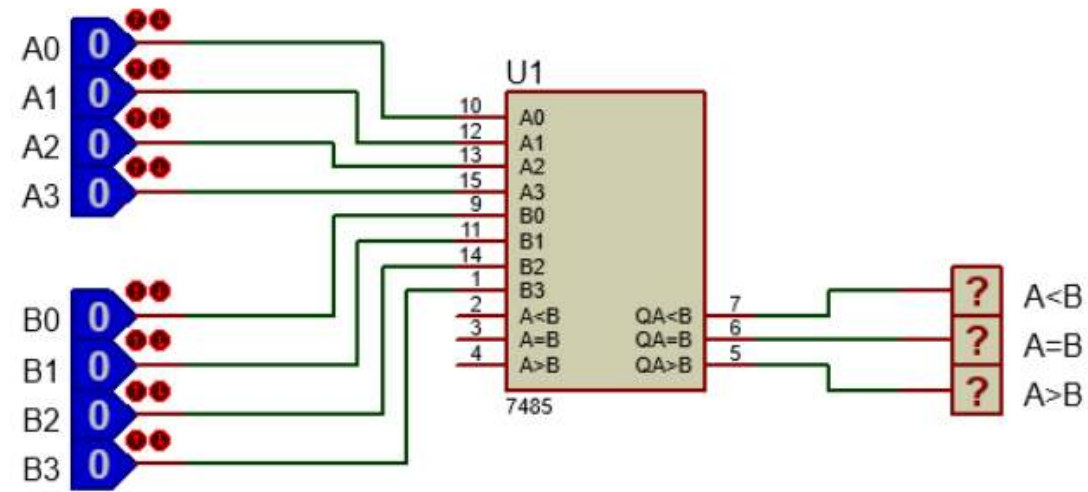 A0 0
A1 0
A2 0
A3 0
B0 0
B1 0
B2 0
B3 0
U1
10 A0
12 A1
13 A2
15 A3
9 B0
11 B1
14 B2
1 B3
2 A<B QA<B 7
3 A=B QA=B 6
4 A>B QA>B 5
7485
? A<B
? A=B
? A>B